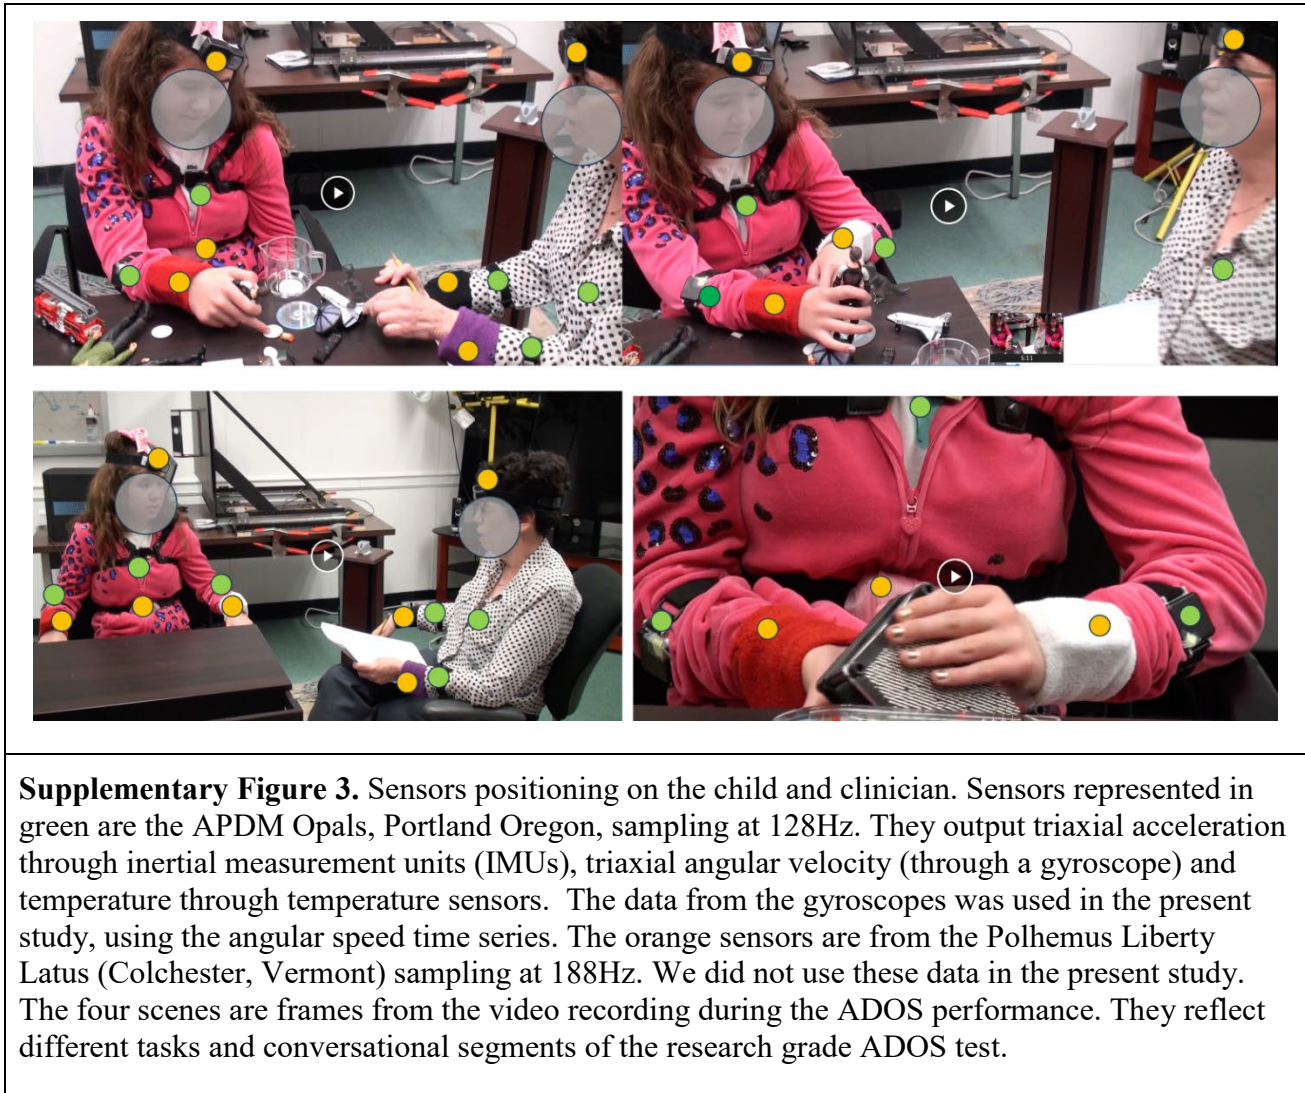 5:11
Supplementary Figure 3. Sensors positioning on the child and clinician. Sensors represented in
green are the APDM Opals, Portland Oregon, sampling at 128Hz. They output triaxial acceleration
through inertial measurement units (IMUs), triaxial angular velocity (through a gyroscope) and
temperature through temperature sensors.  The data from the gyroscopes was used in the present
study, using the angular speed time series. The orange sensors are from the Polhemus Liberty
Latus (Colchester, Vermont) sampling at 188Hz. We did not use these data in the present study.
The four scenes are frames from the video recording during the ADOS performance. They reflect
different tasks and conversational segments of the research grade ADOS test.